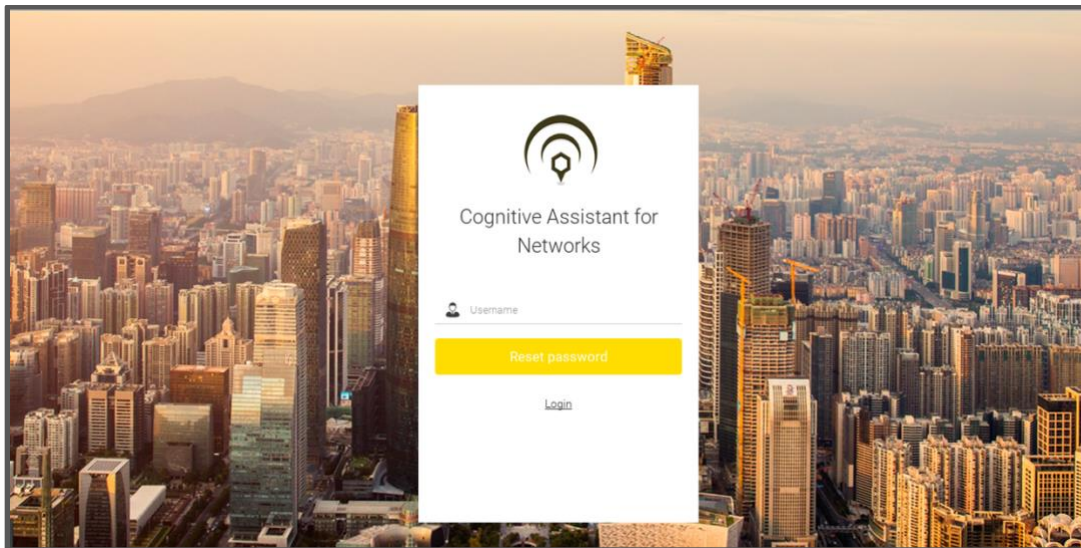 Cognitive Assistant for
Networks
Username
Reset password
Login